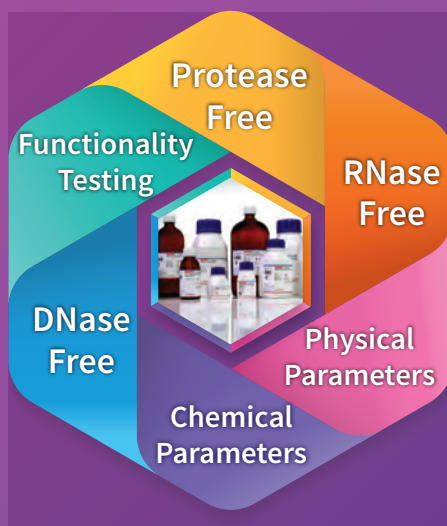 Protease
Free
RNase
Free
Physical
Parameters
Chemical
Parameters
DNase
Free
Functionality
Testing